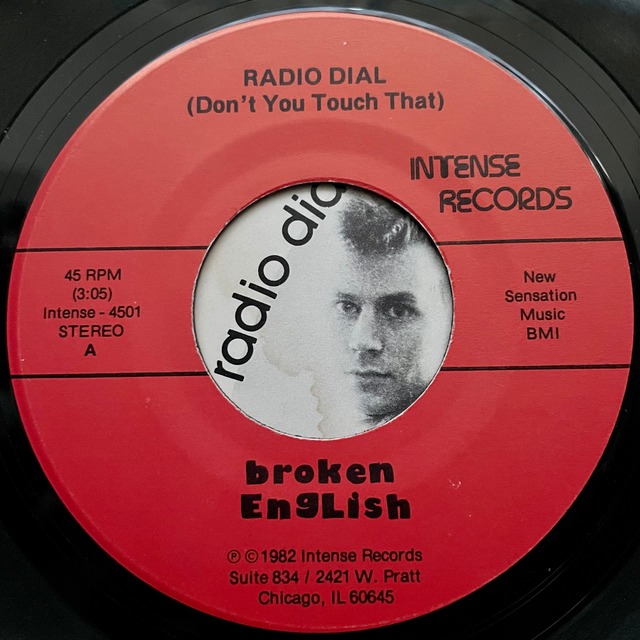 RADIO DIAL
(Don't You Touch That)
INTENSE
RECORDS
45 RPM
(3:05)
Intense - 4501
STEREO
A
New
Sensation
Music
BMI
radio dia
broken
EngLish
℗ © 1982 Intense Records
Suite 834 / 2421 W. Pratt
Chicago, IL 60645